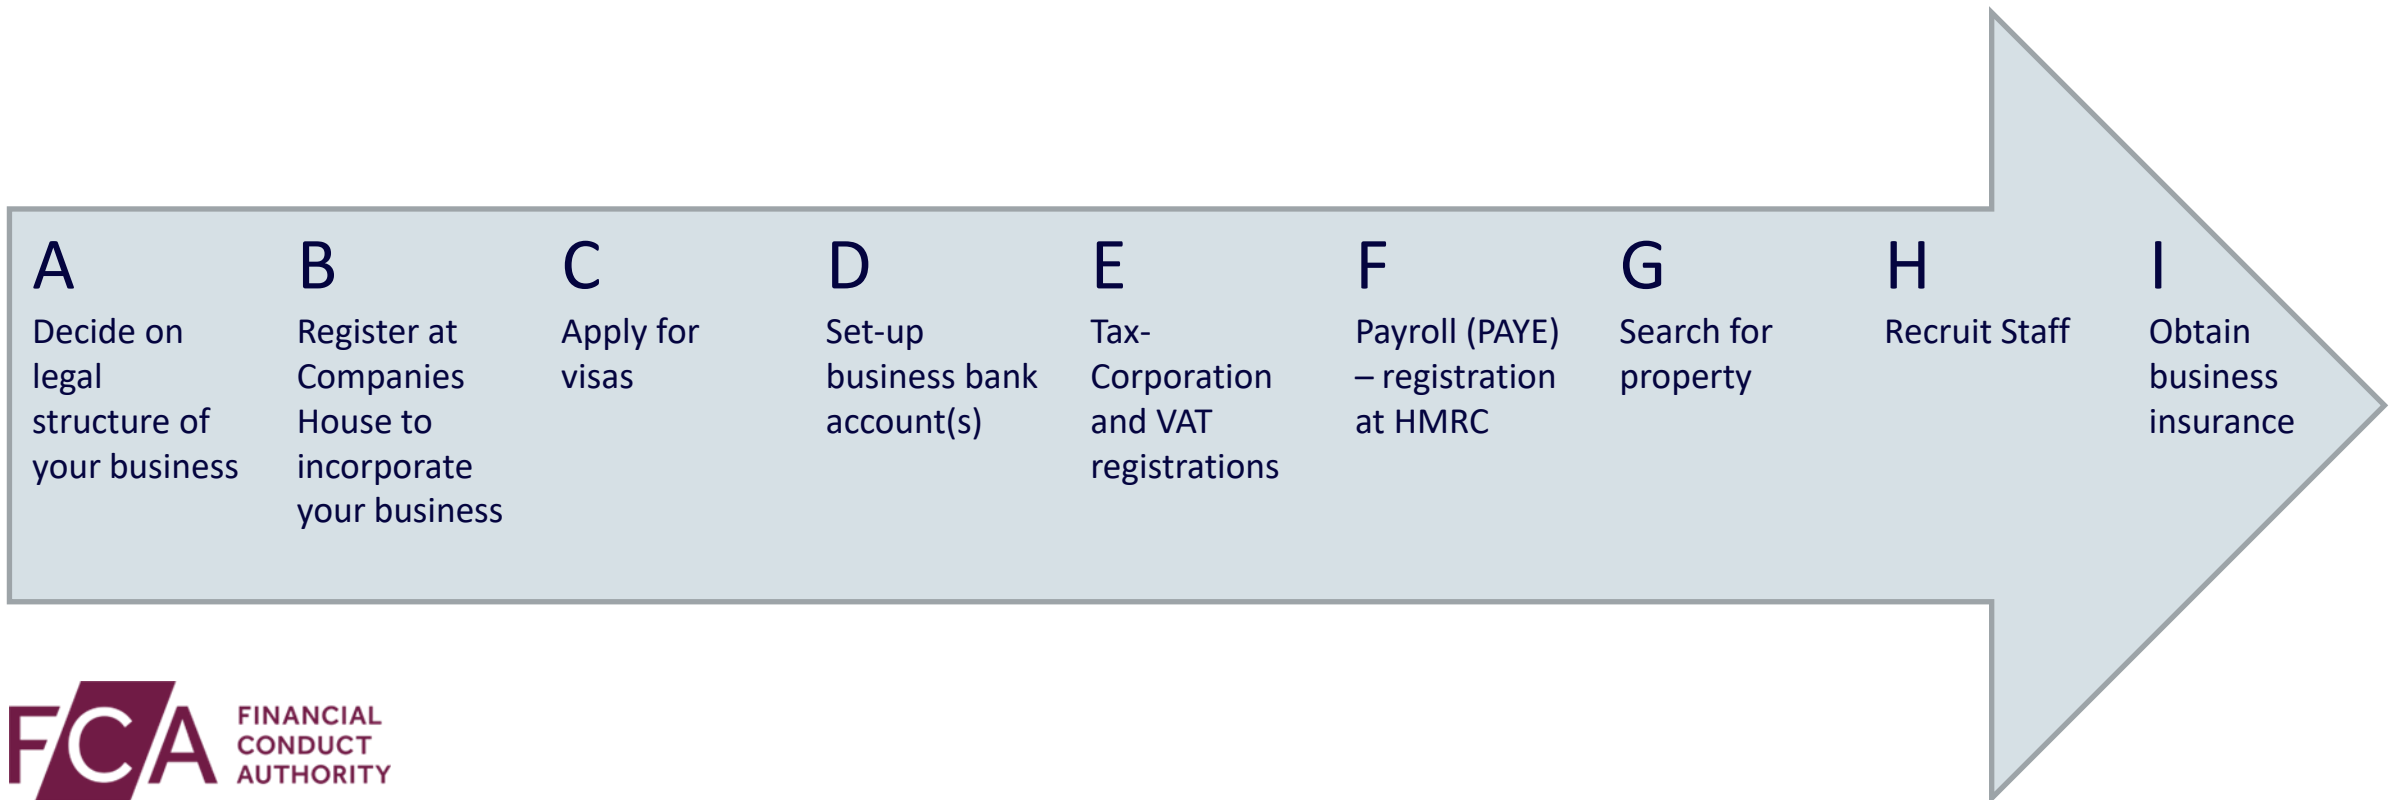 A
Decide on
legal
structure of
your business
B
Register at
Companies
House to
incorporate
your business
C
Apply for
visas
D
Set-up
business bank
account(s)
E
Tax-
Corporation
and VAT
registrations
F
Payroll (PAYE)
– registration
at HMRC
G
Search for
property
H
Recruit Staff
I
Obtain
business
insurance
FCA
FINANCIAL
CONDUCT
AUTHORITY